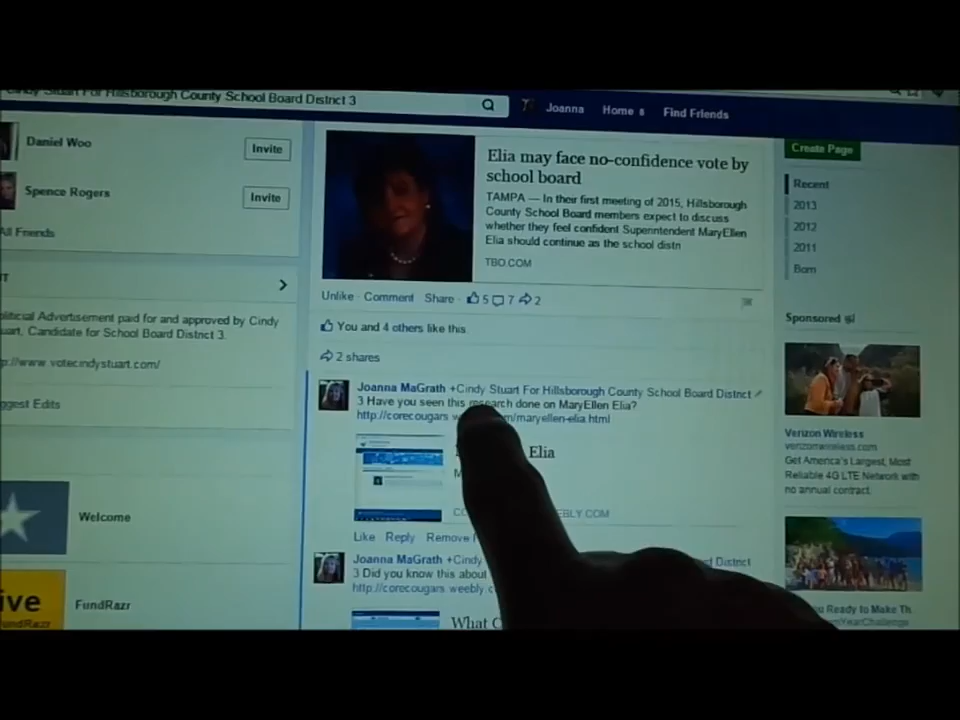 Cindy Stuart For Hillsborough County School Board District 3
Joanna
Home 8
Find Friends
Daniel Woo
Invite
Spence Rogers
Invite
All Friends
Political Advertisement paid for and approved by Cindy
Stuart, Candidate for School Board District 3.
://www.votecindystuart.com/
Suggest Edits
Welcome
FundRazr
Elia may face no-confidence vote by
school board
TAMPA — In their first meeting of 2015, Hillsborough
County School Board members expect to discuss
whether they feel confident Superintendent MaryEllen
Elia should continue as the school distri
TBO.COM
Unlike · Comment · Share · 5 7 2
You and 4 others like this.
2 shares
Joanna MaGrath +Cindy Stuart For Hillsborough County School Board District
3 Have you seen this research done on MaryEllen Elia?
http://corecougars.w m/maryellen-elia.html
Elia
EBLY.COM
Like · Reply · Remove
Joanna MaGrath +Cindy District
3 Did you know this about
http://corecougars.weebly.c
What C
Create Page
Recent
2013
2012
2011
Born
Sponsored
Verizon Wireless
verizonwireless.com
Get America's Largest, Most
Reliable 4G LTE Network with
no annual contract.
u Ready to Make Th